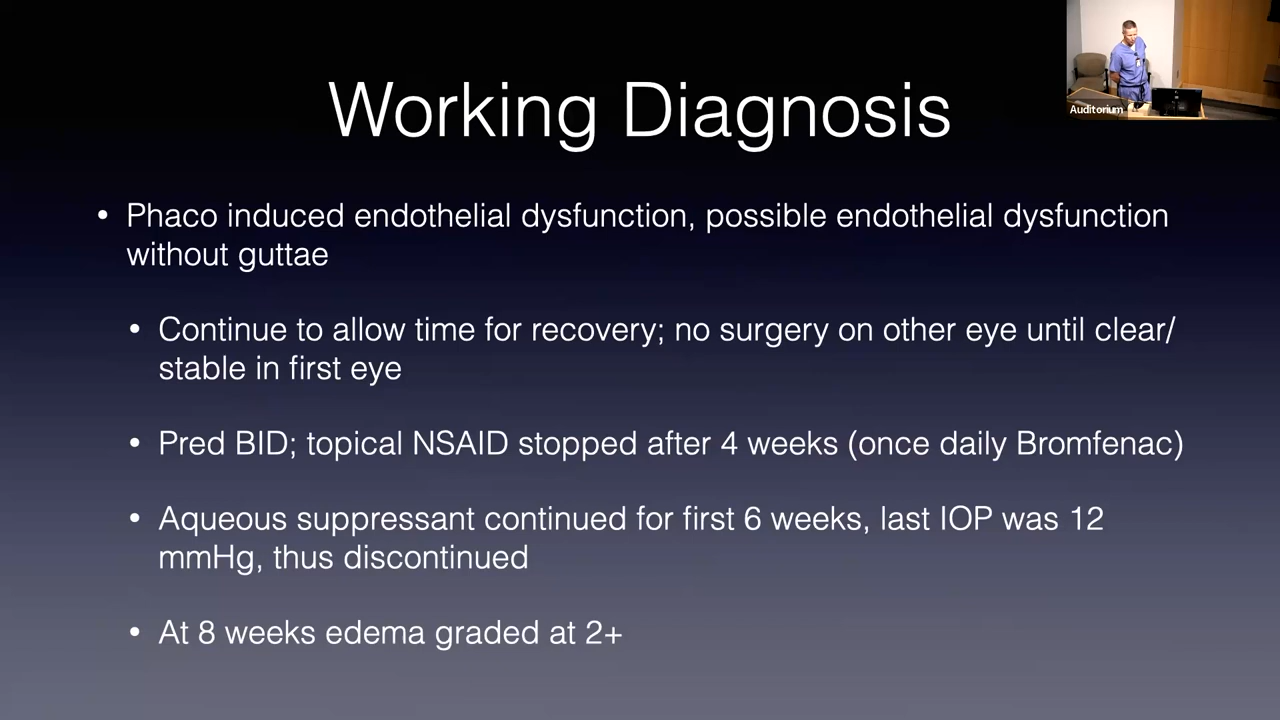 Working Diagnosis
Auditorium
• Phaco induced endothelial dysfunction, possible endothelial dysfunction
without guttae
• Continue to allow time for recovery; no surgery on other eye until clear/
stable in first eye
• Pred BID; topical NSAID stopped after 4 weeks (once daily Bromfenac)
• Aqueous suppressant continued for first 6 weeks, last IOP was 12
mmHg, thus discontinued
• At 8 weeks edema graded at 2+